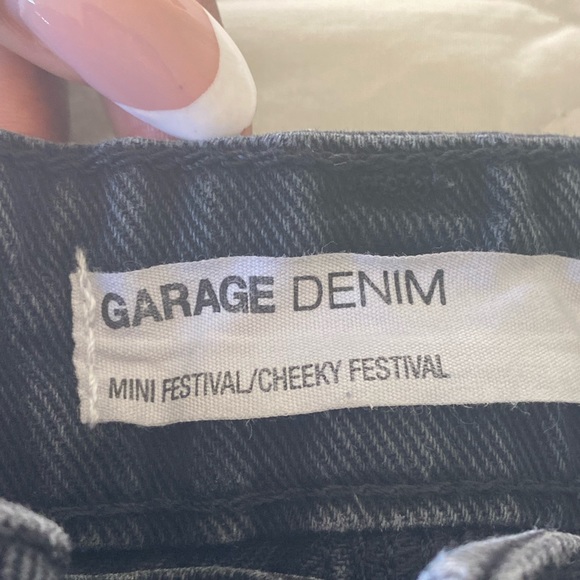 GARAGE DENIM
MINI FESTIVAL/CHEEKY FESTIVAL